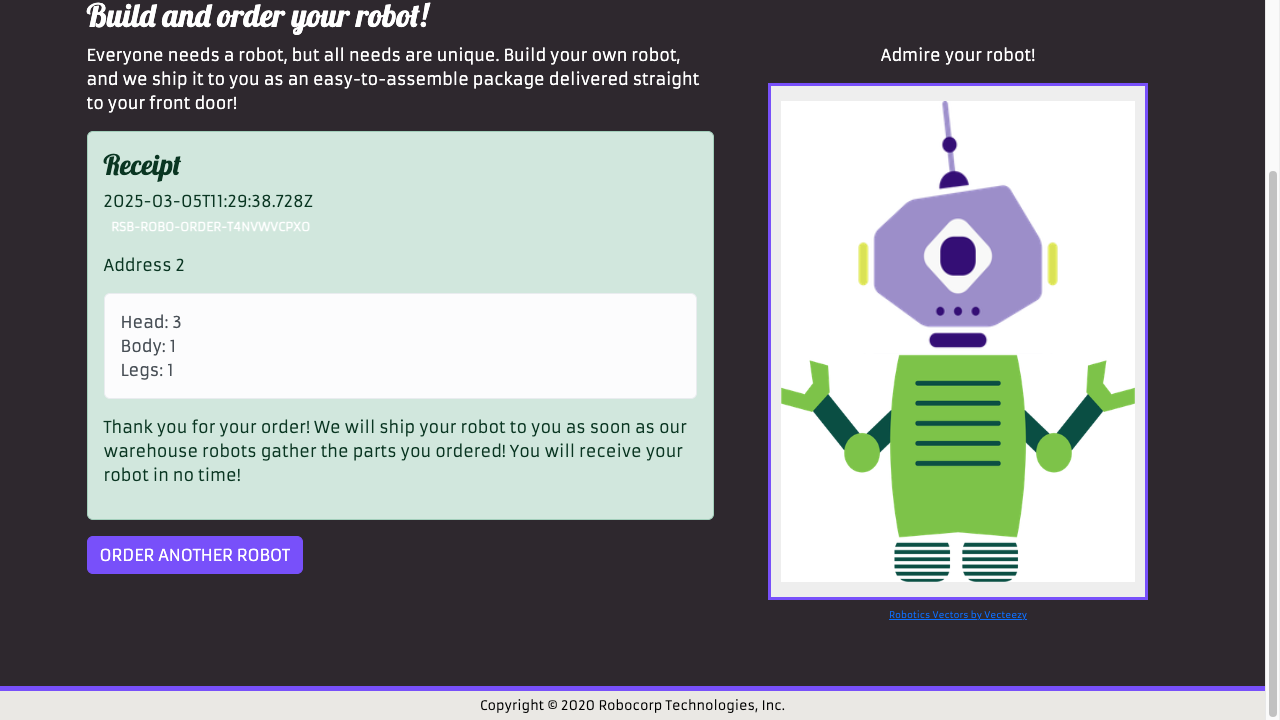 Build and order your robot!
Everyone needs a robot, but all needs are unique. Build your own robot,
and we ship it to you as an easy-to-assemble package delivered straight
to your front door!
Receipt
2025-03-05T11:29:38.728Z
RSB-ROBO-ORDER-T4NVWVCPXO
Address 2
Head: 3
Body: 1
Legs: 1
Thank you for your order! We will ship your robot to you as soon as our
warehouse robots gather the parts you ordered! You will receive your
robot in no time!
ORDER ANOTHER ROBOT
Admire your robot!
Robotics Vectors by Vecteezy
Copyright © 2020 Robocorp Technologies, Inc.